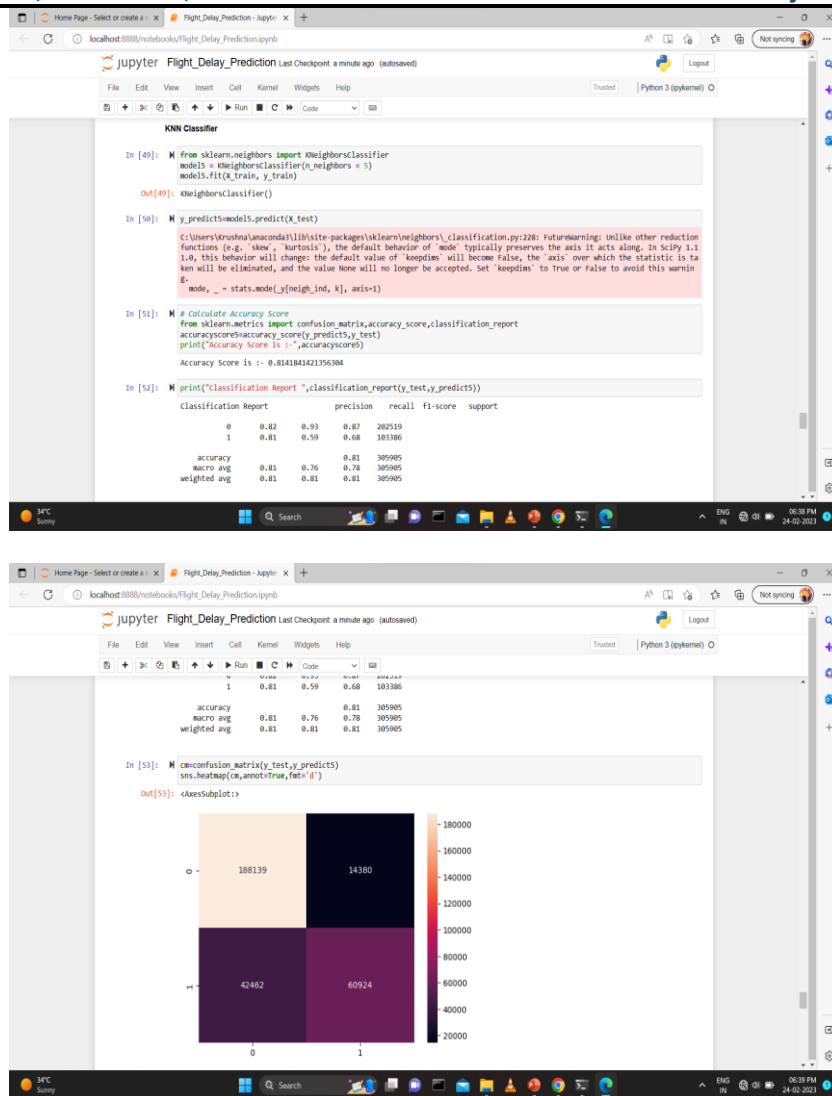 Home Page - Select or create a n
Flight_Delay_Prediction - Jupyter
localhost:8888/notebooks/Flight_Delay_Prediction.ipynb
Not syncing
jupyter Flight_Delay_Prediction Last Checkpoint: a minute ago (autosaved)
Logout
File Edit View Insert Cell Kernel Widgets Help
Trusted
Python 3 (ipykernel)
Run
Code
KNN Classifier
In [49]:
from sklearn.neighbors import KNeighborsClassifier
model5 = KNeighborsClassifier(n_neighbors = 5)
model5.fit(X_train, y_train)
Out[49]: KNeighborsClassifier()
In [50]:
y_predict5=model5.predict(X_test)
C:\Users\Krushna\anaconda3\lib\site-packages\sklearn\neighbors\_classification.py:228: FutureWarning: Unlike other reduction
functions (e.g. `skew`, `kurtosis`), the default behavior of `mode` typically preserves the axis it acts along. In SciPy 1.1
1.0, this behavior will change: the default value of `keepdims` will become False, the `axis` over which the statistic is ta
ken will be eliminated, and the value None will no longer be accepted. Set `keepdims` to True or False to avoid this warnin
g.
mode, _ = stats.mode(_y[neigh_ind, k], axis=1)
In [51]:
# Calculate Accuracy Score
from sklearn.metrics import confusion_matrix,accuracy_score,classification_report
accuracyscore5=accuracy_score(y_predict5,y_test)
print("Accuracy Score is :-",accuracyscore5)
Accuracy Score is :- 0.8141841421356304
In [52]:
print("Classification Report ",classification_report(y_test,y_predict5))
Classification Report precision recall f1-score support
0 0.82 0.93 0.87 202519
1 0.81 0.59 0.68 103386
accuracy 0.81 305905
macro avg 0.81 0.76 0.78 305905
weighted avg 0.81 0.81 0.81 305905
34°C
Sunny
Search
ENG
IN
06:38 PM
24-02-2023
Home Page - Select or create a n
Flight_Delay_Prediction - Jupyter
localhost:8888/notebooks/Flight_Delay_Prediction.ipynb
Not syncing
jupyter Flight_Delay_Prediction Last Checkpoint: a minute ago (autosaved)
Logout
File Edit View Insert Cell Kernel Widgets Help
Trusted
Python 3 (ipykernel)
Run
Code
1 0.81 0.59 0.68 103386
accuracy 0.81 305905
macro avg 0.81 0.76 0.78 305905
weighted avg 0.81 0.81 0.81 305905
In [53]:
cm=confusion_matrix(y_test,y_predict5)
sns.heatmap(cm,annot=True,fmt='d')
Out[53]: <AxesSubplot:>
180000
160000
140000
120000
100000
80000
60000
40000
20000
0
188139
14380
1
42462
60924
0
1
34°C
Sunny
Search
ENG
IN
06:39 PM
24-02-2023